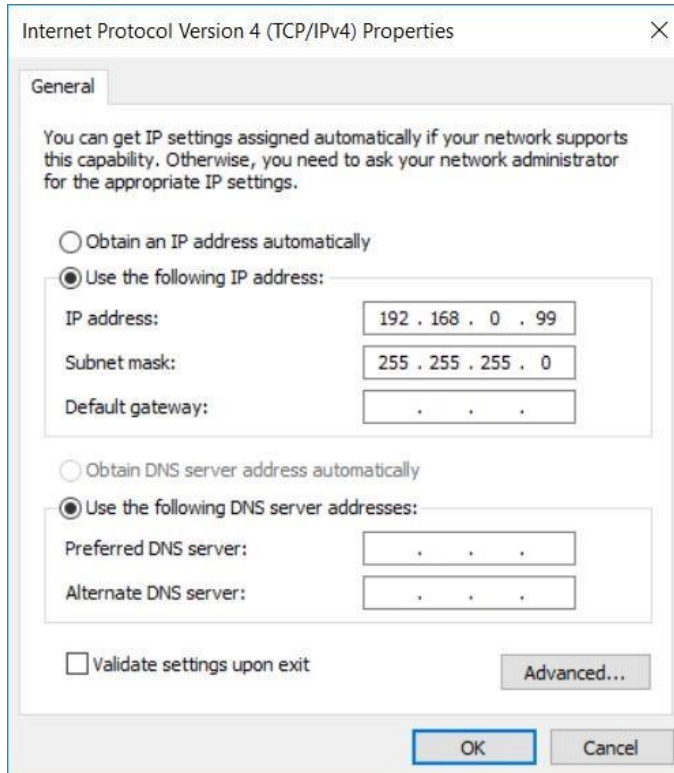 Internet Protocol Version 4 (TCP/IPv4) Properties
General
You can get IP settings assigned automatically if your network supports
this capability. Otherwise, you need to ask your network administrator
for the appropriate IP settings.
Obtain an IP address automatically
Use the following IP address:
IP address: 192 . 168 . 0 . 99
Subnet mask: 255 . 255 . 255 . 0
Default gateway: . . .
Obtain DNS server address automatically
Use the following DNS server addresses:
Preferred DNS server: . . .
Alternate DNS server: . . .
Validate settings upon exit
Advanced...
OK Cancel